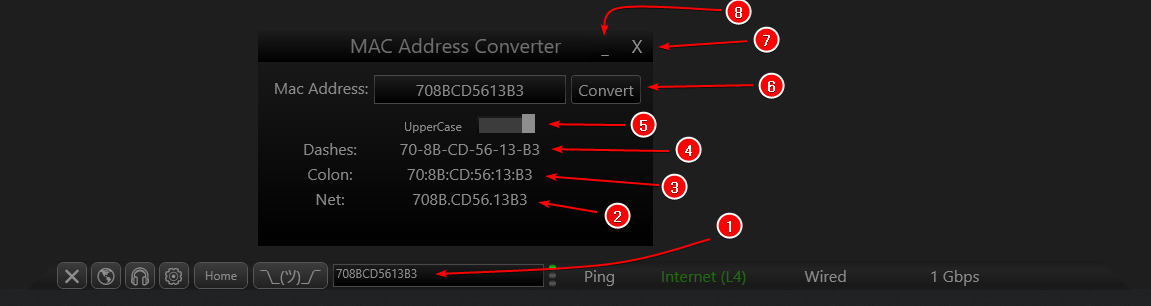 8
MAC Address Converter _ X
7
Mac Address: 708BCD5613B3 Convert
6
UpperCase
5
Dashes: 70-8B-CD-56-13-B3
4
Colon: 70:8B:CD:56:13:B3
3
Net: 708B.CD56.13B3
2
1
Home ¯\_(ツ)_/¯ 708BCD5613B3 Ping Internet (L4) Wired 1 Gbps